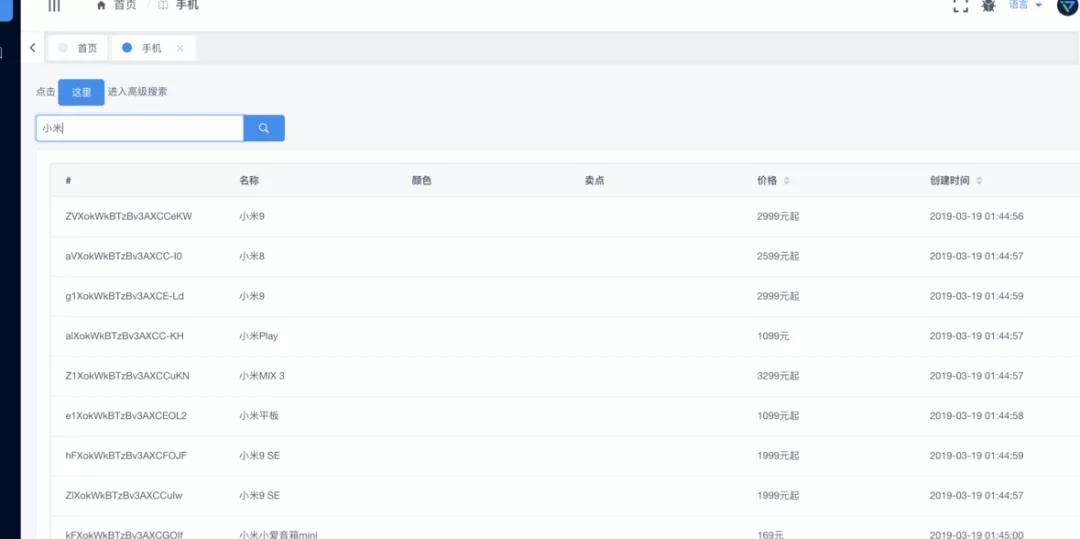 首页 / 手机
语言
首页 手机 ×
点击 这里 进入高级搜索
小米
# 名称 颜色 卖点 价格 创建时间
ZVXokWkBTzBv3AXCCeKW 小米9 2999元起 2019-03-19 01:44:56
aVXokWkBTzBv3AXCC-I0 小米8 2599元起 2019-03-19 01:44:57
g1XokWkBTzBv3AXCE-Ld 小米9 2999元起 2019-03-19 01:44:59
alXokWkBTzBv3AXCC-KH 小米Play 1099元 2019-03-19 01:44:57
Z1XokWkBTzBv3AXCCuKN 小米MIX 3 3299元起 2019-03-19 01:44:57
e1XokWkBTzBv3AXCEOL2 小米平板 1099元起 2019-03-19 01:44:58
hFXokWkBTzBv3AXCFOJF 小米9 SE 1999元起 2019-03-19 01:44:59
ZlXokWkBTzBv3AXCCuIw 小米9 SE 1999元起 2019-03-19 01:44:57
kFXokWkBTzBv3AXCGOIf 小米小爱音箱mini 169元 2019-03-19 01:45:00